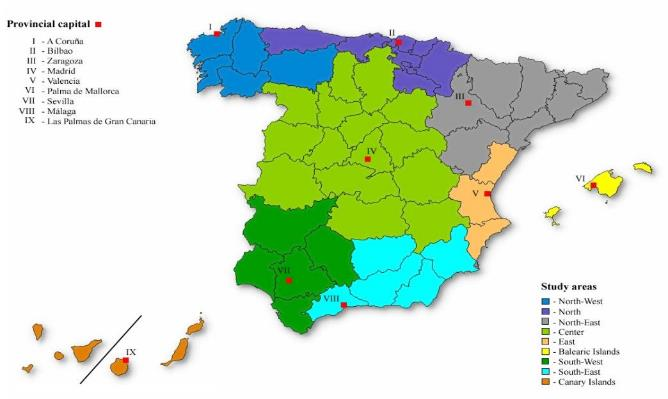 Provincial capital
I - A Coruña
II - Bilbao
III - Zaragoza
IV - Madrid
V - Valencia
VI - Palma de Mallorca
VII - Sevilla
VIII - Málaga
IX - Las Palmas de Gran Canaria
I
II
III
IV
V
VI
VII
VIII
IX
Study areas
- North-West
- North
- North-East
- Center
- East
- Balearic Islands
- South-West
- South-East
- Canary Islands